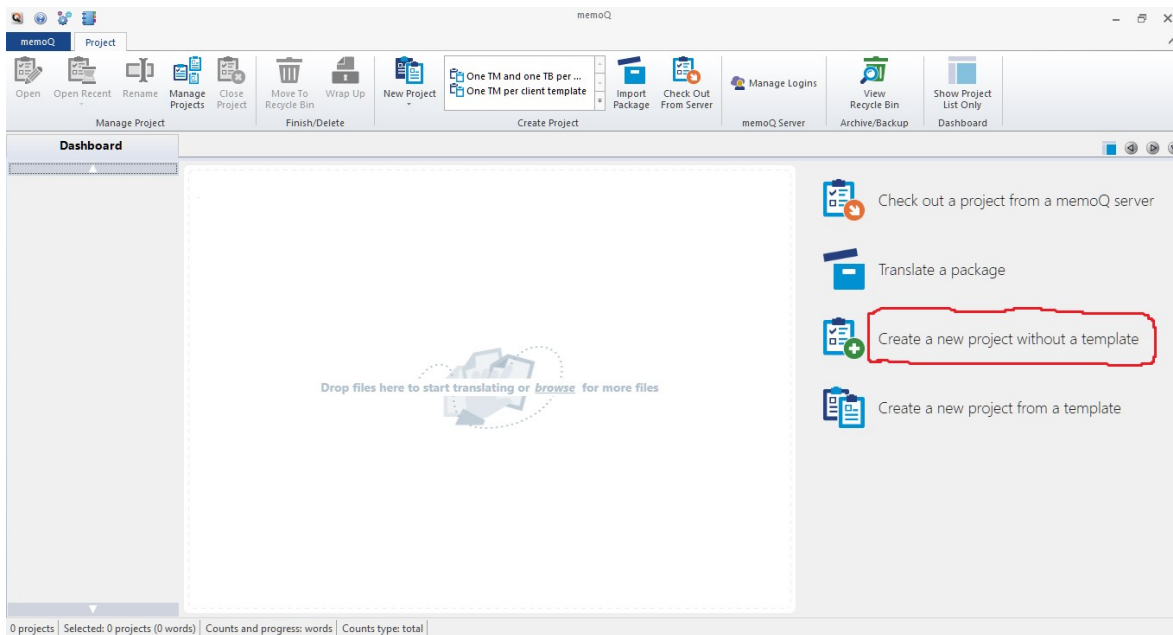 memoQ
memoQ Project
Open Open Recent Rename Manage Projects Close Project
Manage Project
Move To Recycle Bin Wrap Up
Finish/Delete
New Project One TM and one TB per ...
One TM per client template
Import Package Check Out From Server
Create Project
Manage Logins
memoQ Server
View Recycle Bin
Archive/Backup
Show Project List Only
Dashboard
Dashboard
Drop files here to start translating or browse for more files
Check out a project from a memoQ server
Translate a package
Create a new project without a template
Create a new project from a template
0 projects Selected: 0 projects (0 words) Counts and progress: words Counts type: total